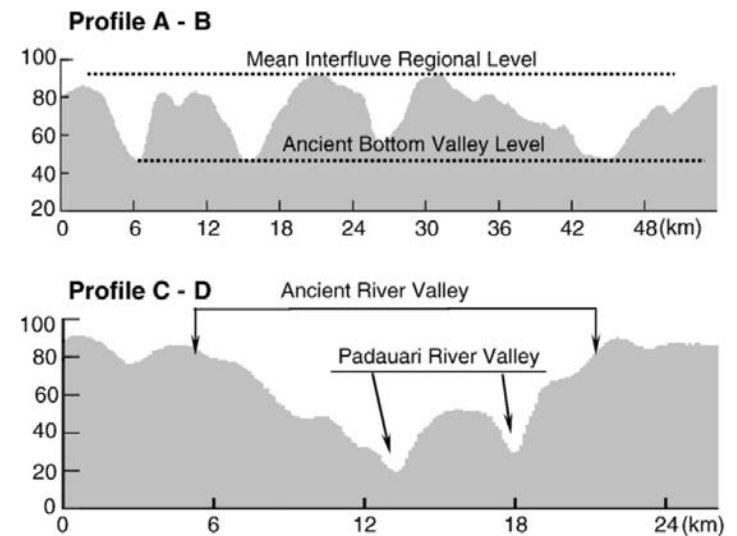 Profile A - B
Mean Interfluve Regional Level
Ancient Bottom Valley Level
100
80
60
40
20
0 6 12 18 24 30 36 42 48 (km)
Profile C - D
Ancient River Valley
Padauari River Valley
100
80
60
40
20
0
0 6 12 18 24 (km)